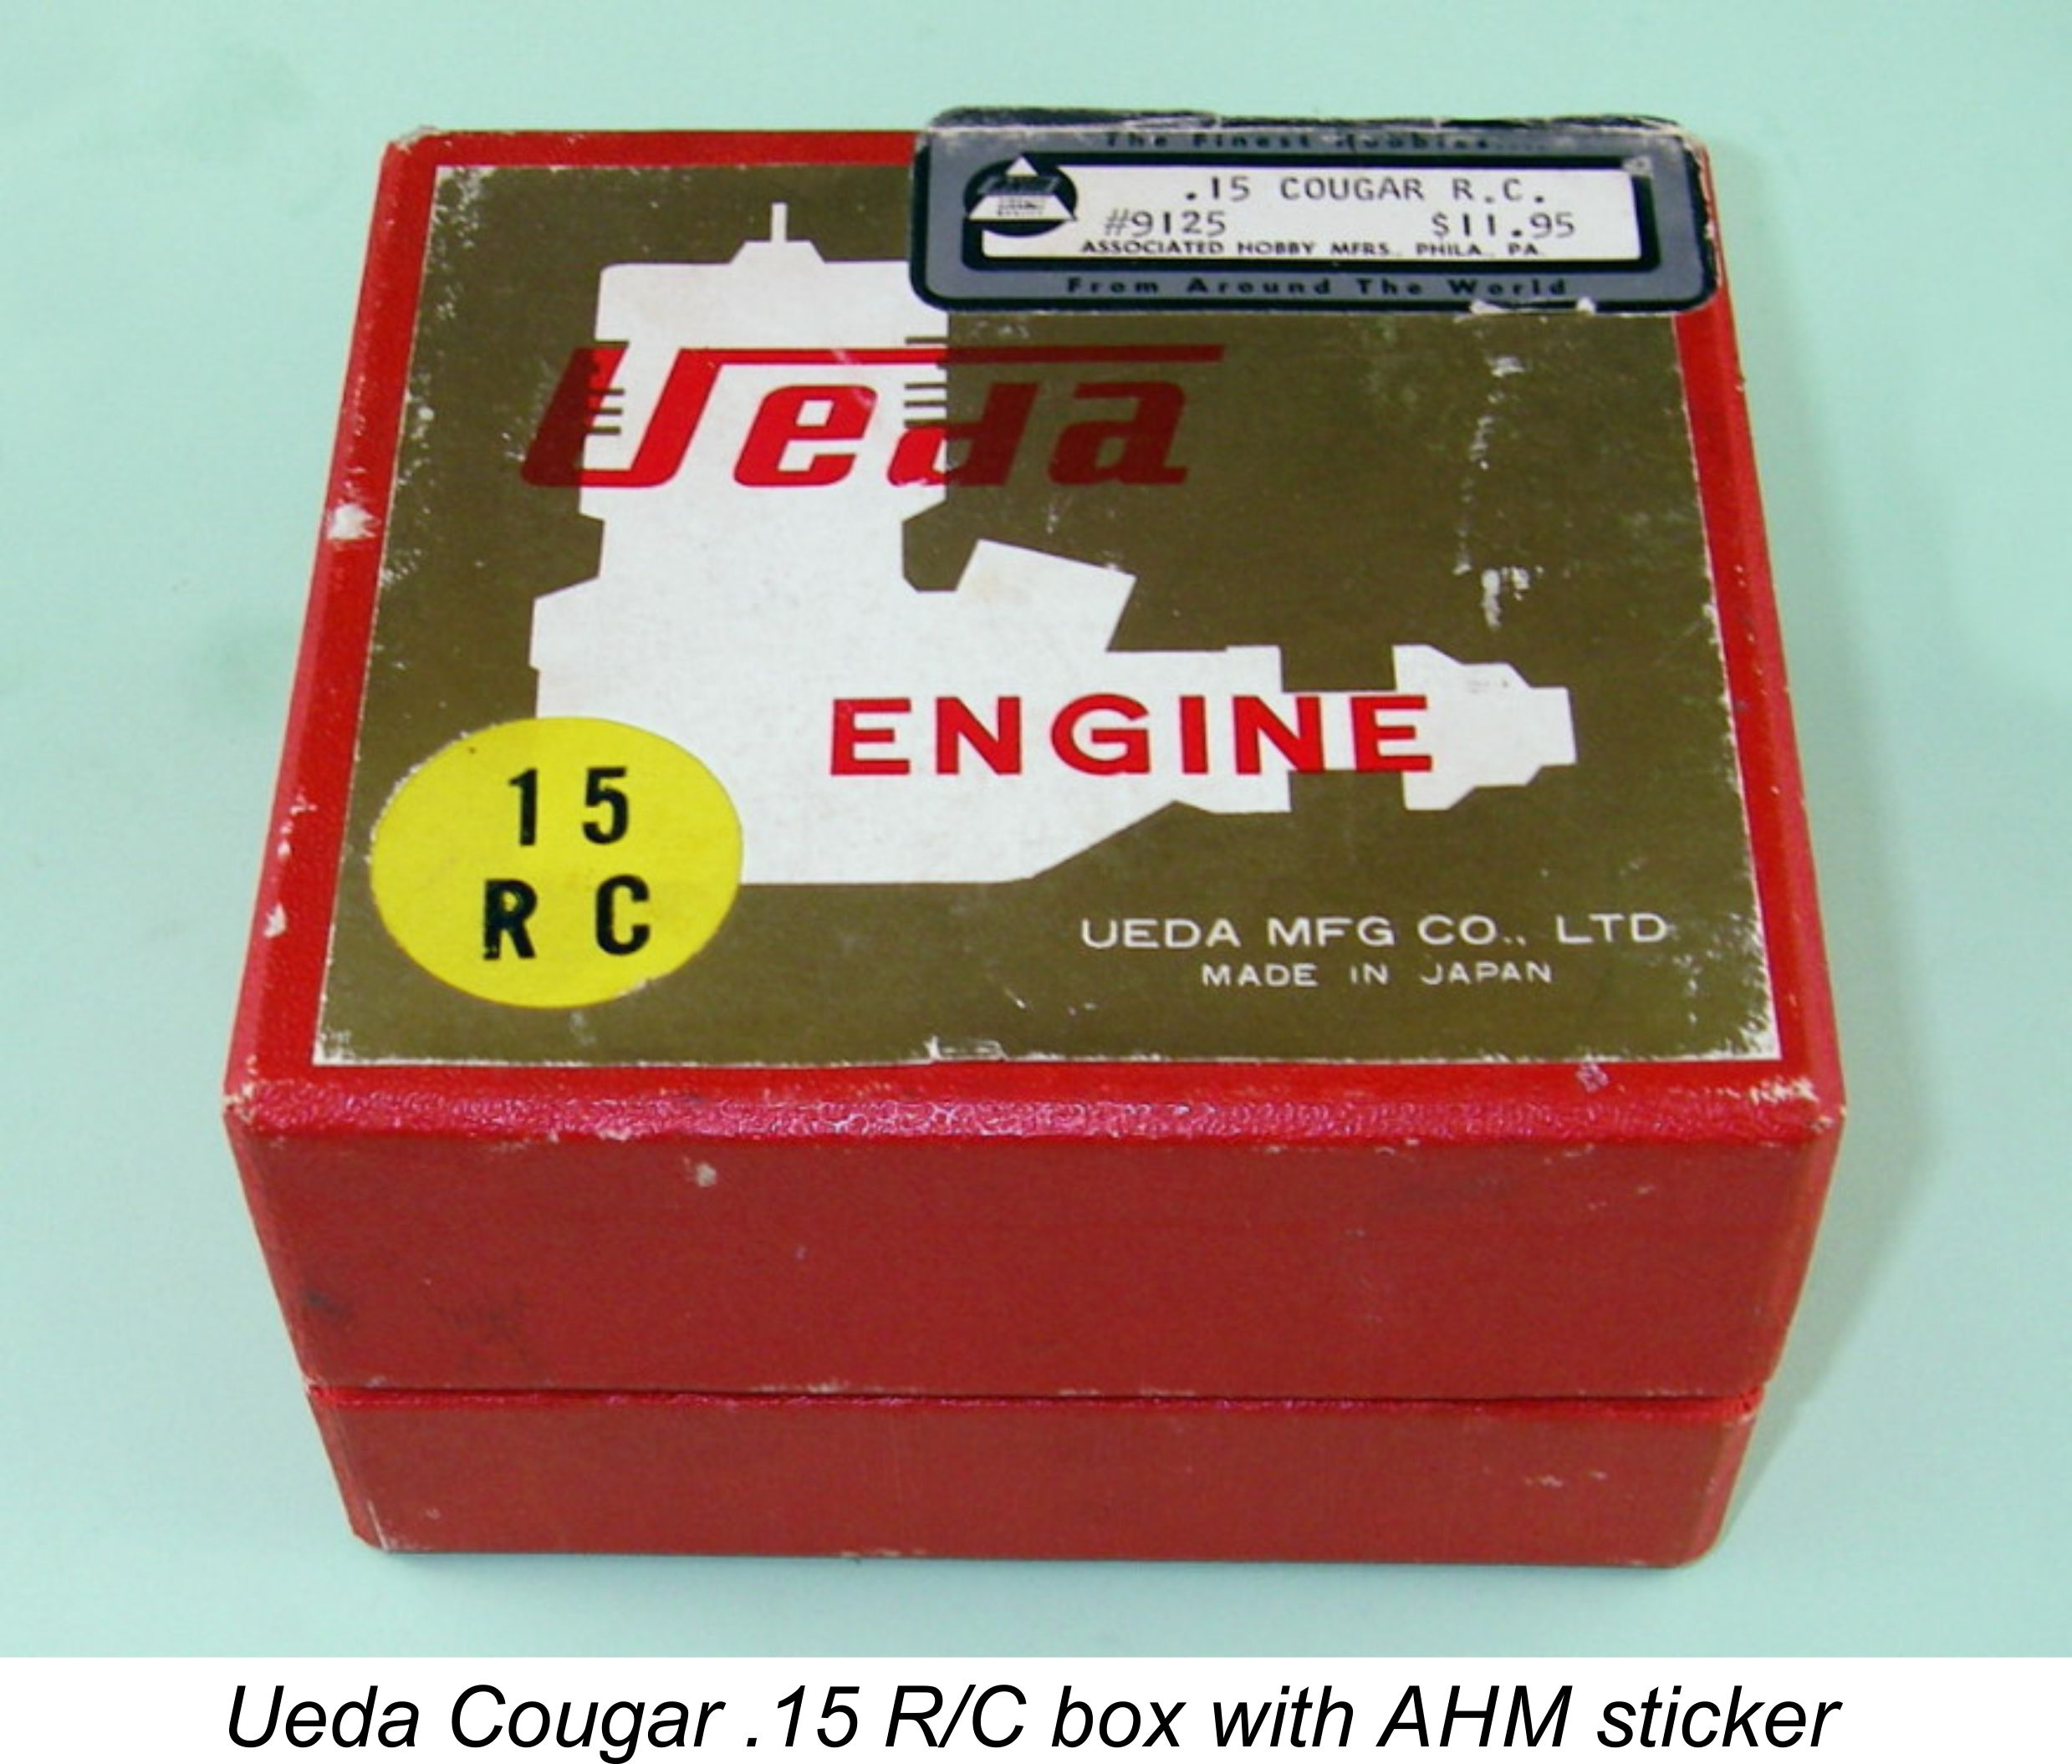 The Finest Hobbies....
.15 COUGAR R.C.
#9125 $11.95
ASSOCIATED HOBBY MFRS., PHILA., PA.
From Around The World
Ueda
ENGINE
15
RC
UEDA MFG CO., LTD
MADE IN JAPAN
Ueda Cougar .15 R/C box with AHM sticker